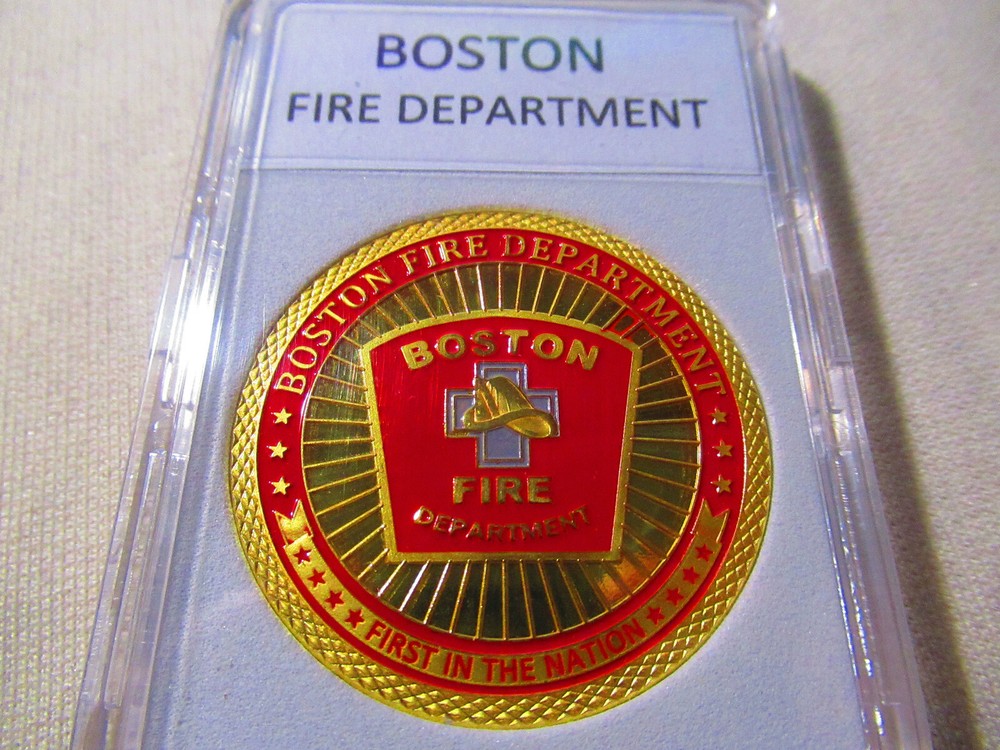 BOSTON
FIRE DEPARTMENT
BOSTON FIRE DEPARTMENT
BOSTON
FIRE
DEPARTMENT
FIRST IN THE NATION